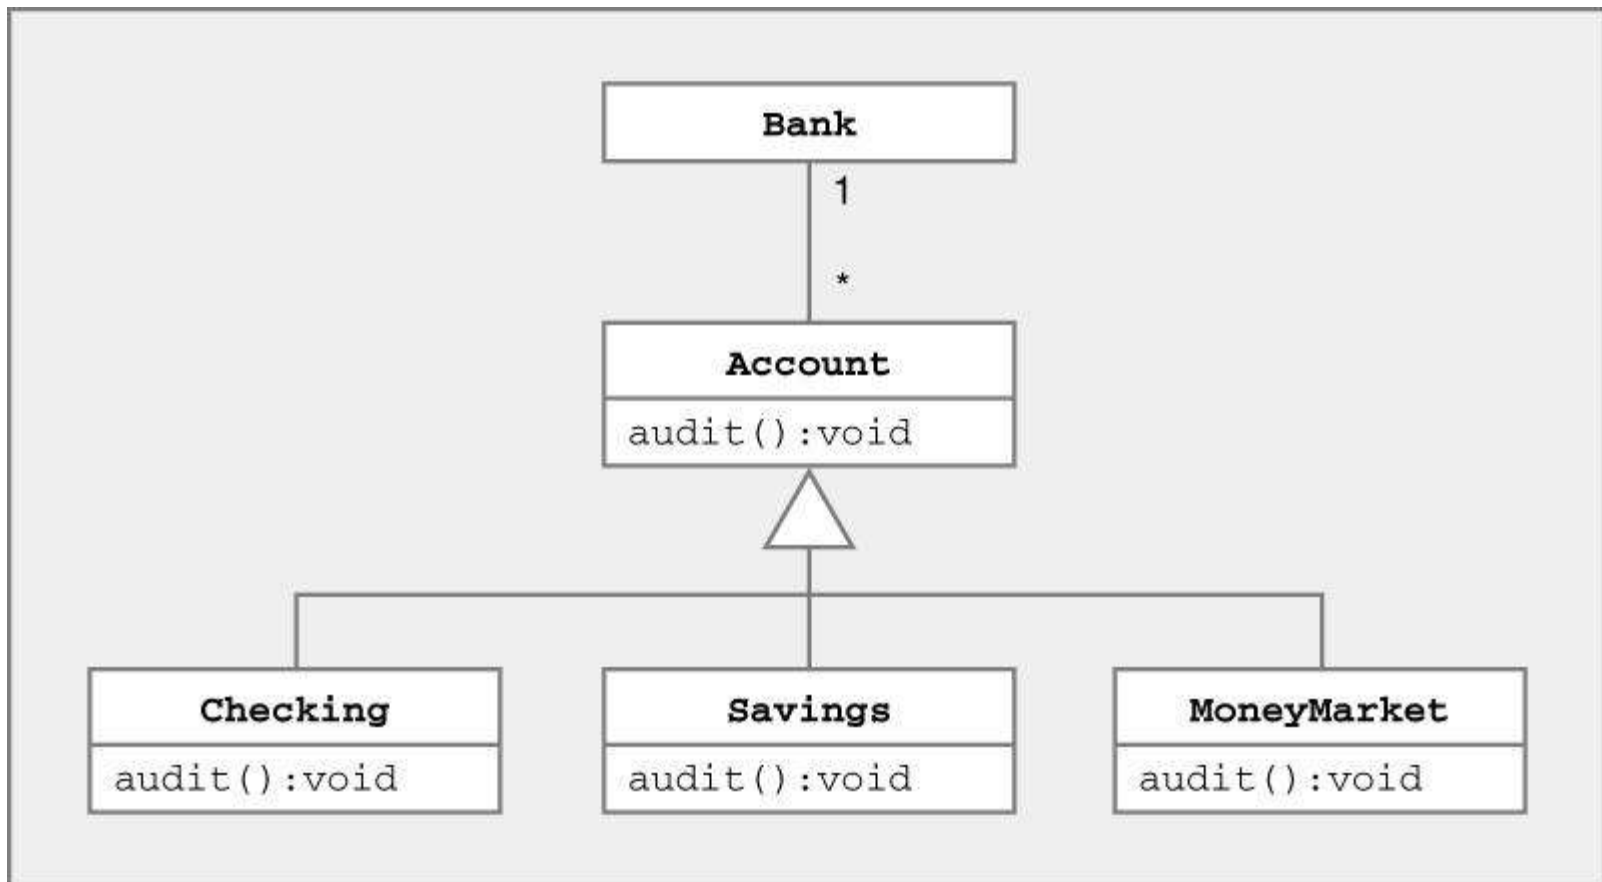 Bank
1
*
Account
audit():void
Checking
audit():void
Savings
audit():void
MoneyMarket
audit():void